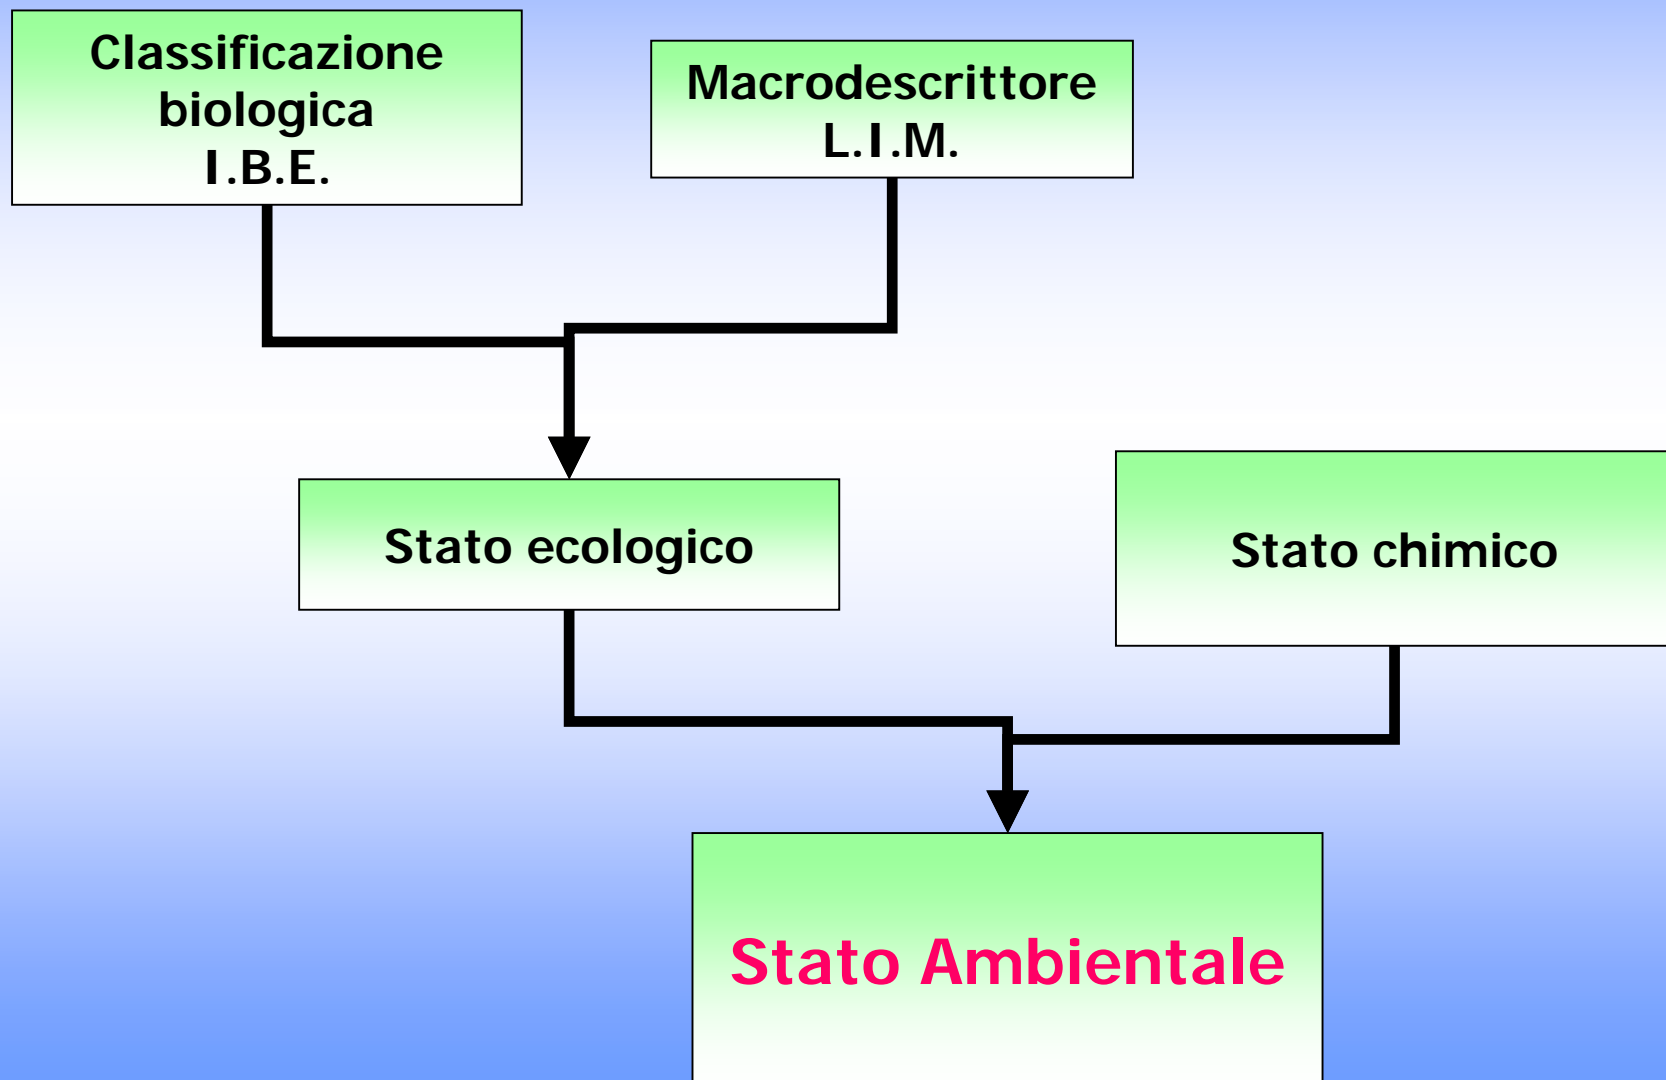 Classificazione
biologica
I.B.E.
Macrodescrittore
L.I.M.
Stato ecologico
Stato chimico
Stato Ambientale